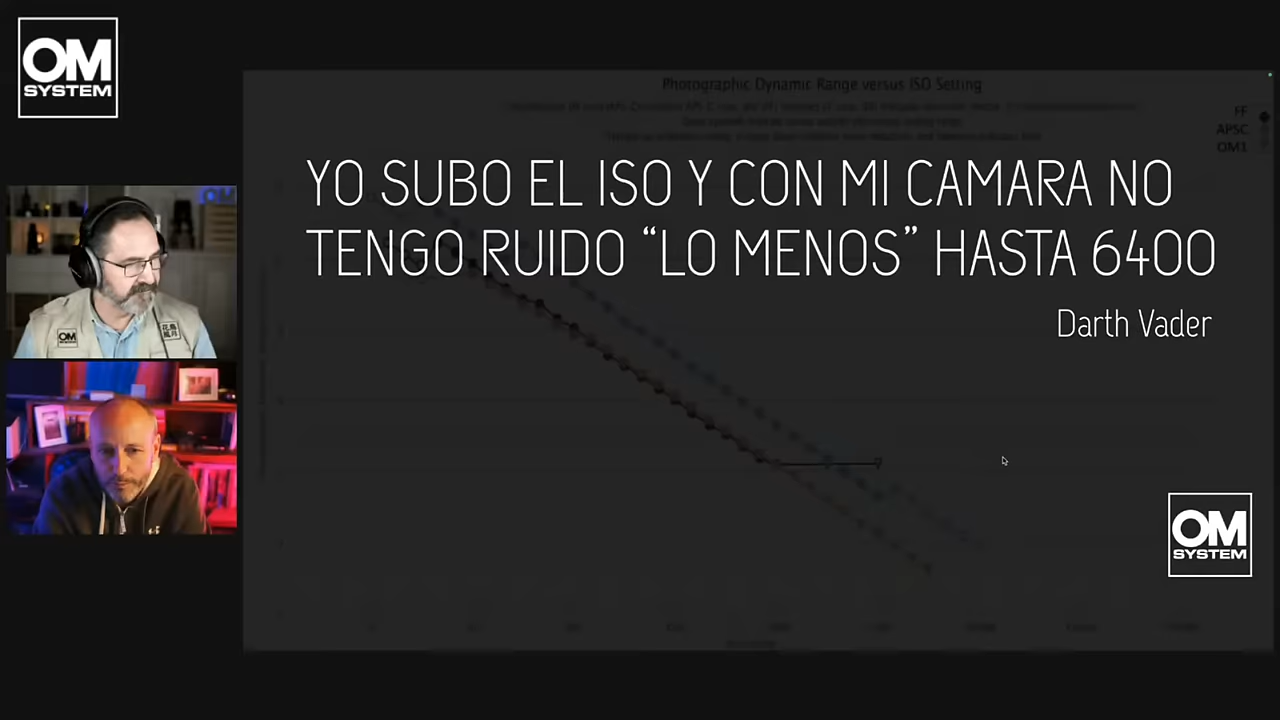 OM
SYSTEM
Photographic Dynamic Range versus ISO Setting
FF
APSC
OM1
YO SUBO EL ISO Y CON MI CAMARA NO
TENGO RUIDO “LO MENOS” HASTA 6400
Darth Vader
OM
OM
SYSTEM